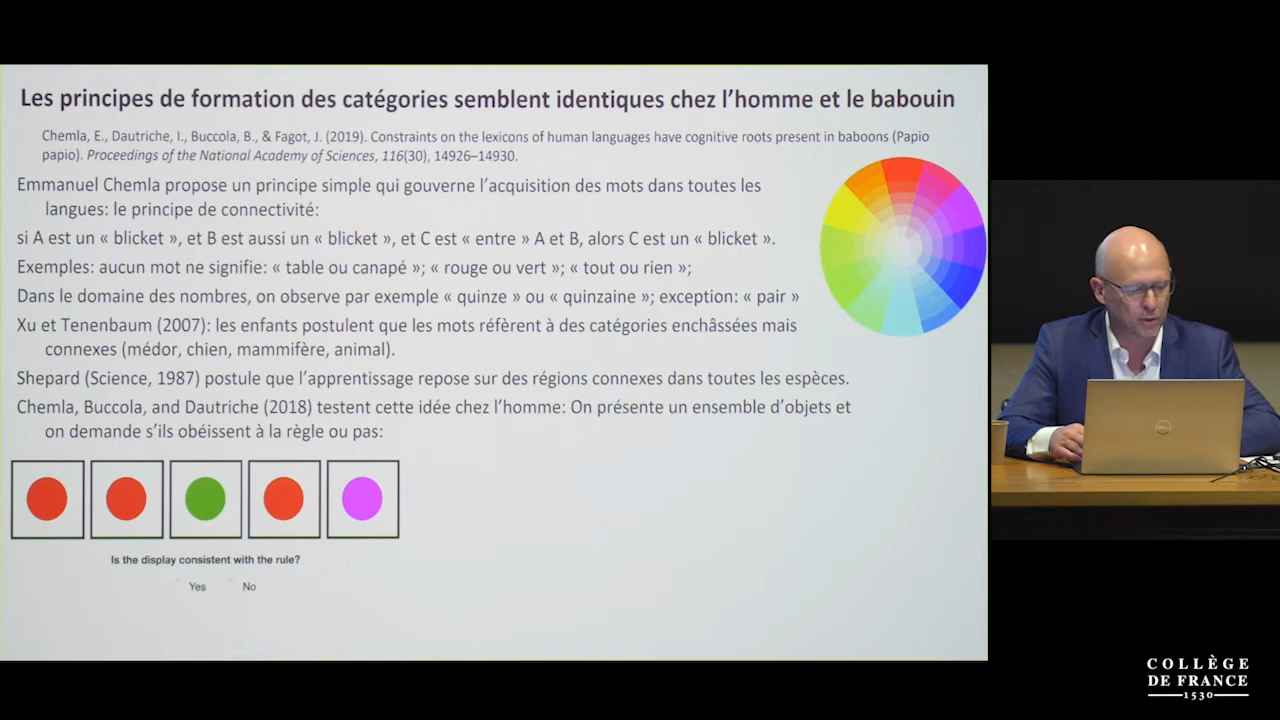 Les principes de formation des catégories semblent identiques chez l'homme et le babouin
Chemla, E., Dautriche, I., Buccola, B., & Fagot, J. (2019). Constraints on the lexicons of human languages have cognitive roots present in baboons (Papio
papio). Proceedings of the National Academy of Sciences, 116(30), 14926–14930.
Emmanuel Chemla propose un principe simple qui gouverne l'acquisition des mots dans toutes les
langues: le principe de connectivité:
si A est un « blicket », et B est aussi un « blicket », et C est « entre » A et B, alors C est un « blicket ».
Exemples: aucun mot ne signifie: « table ou canapé »; « rouge ou vert »; « tout ou rien »;
Dans le domaine des nombres, on observe par exemple « quinze » ou « quinzaine »; exception: « pair »
Xu et Tenenbaum (2007): les enfants postulent que les mots réfèrent à des catégories enchâssées mais
connexes (médor, chien, mammifère, animal).
Shepard (Science, 1987) postule que l'apprentissage repose sur des régions connexes dans toutes les espèces.
Chemla, Buccola, and Dautriche (2018) testent cette idée chez l'homme: On présente un ensemble d'objets et
on demande s'ils obéissent à la règle ou pas:
Is the display consistent with the rule?
Yes No
DELL
COLLÈGE
DE FRANCE
1530